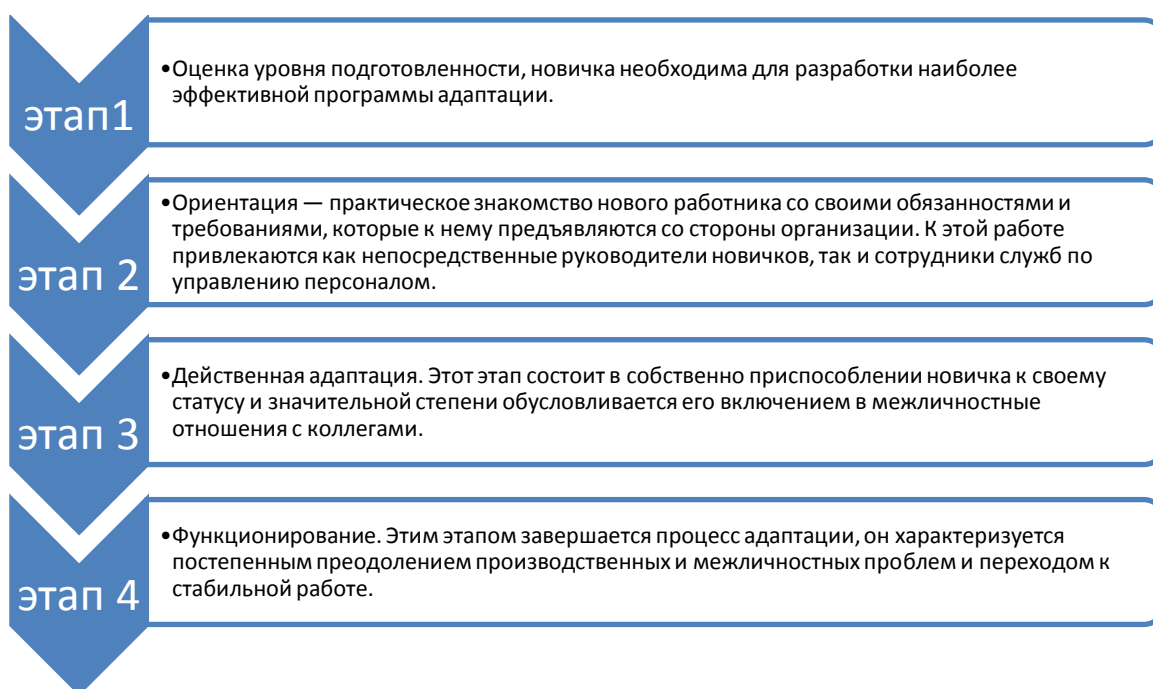 этап1
•Оценка уровня подготовленности, новичка необходима для разработки наиболее
эффективной программы адаптации.
этап 2
•Ориентация — практическое знакомство нового работника со своими обязанностями и
требованиями, которые к нему предъявляются со стороны организации. К этой работе
привлекаются как непосредственные руководители новичков, так и сотрудники служб по
управлению персоналом.
этап 3
•Действенная адаптация. Этот этап состоит в собственно приспособлении новичка к своему
статусу и значительной степени обусловливается его включением в межличностные
отношения с коллегами.
этап 4
•Функционирование. Этим этапом завершается процесс адаптации, он характеризуется
постепенным преодолением производственных и межличностных проблем и переходом к
стабильной работе.